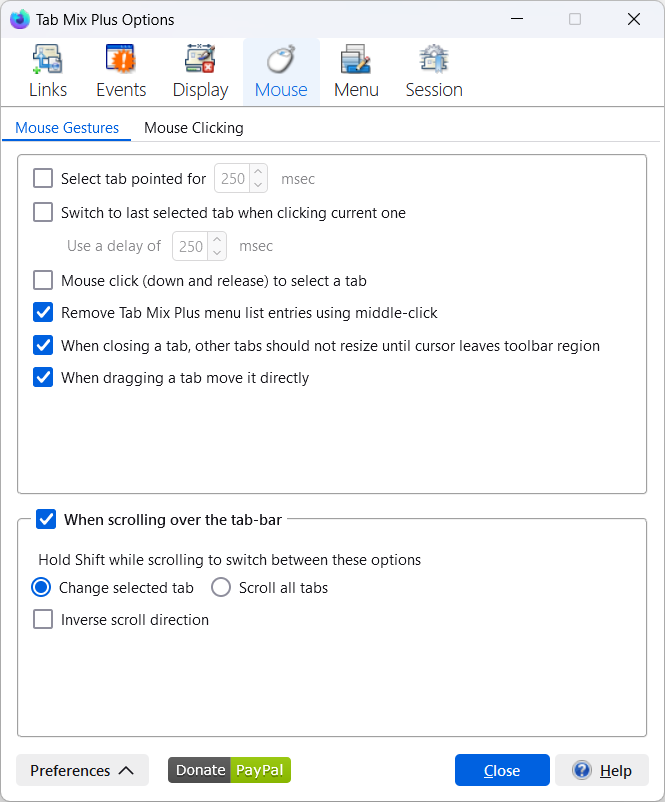 Tab Mix Plus Options
Links Events Display Mouse Menu Session
Mouse Gestures Mouse Clicking
Select tab pointed for 250 msec
Switch to last selected tab when clicking current one
Use a delay of 250 msec
Mouse click (down and release) to select a tab
Remove Tab Mix Plus menu list entries using middle-click
When closing a tab, other tabs should not resize until cursor leaves toolbar region
When dragging a tab move it directly
When scrolling over the tab-bar
Hold Shift while scrolling to switch between these options
Change selected tab Scroll all tabs
Inverse scroll direction
Preferences Donate PayPal Close ? Help